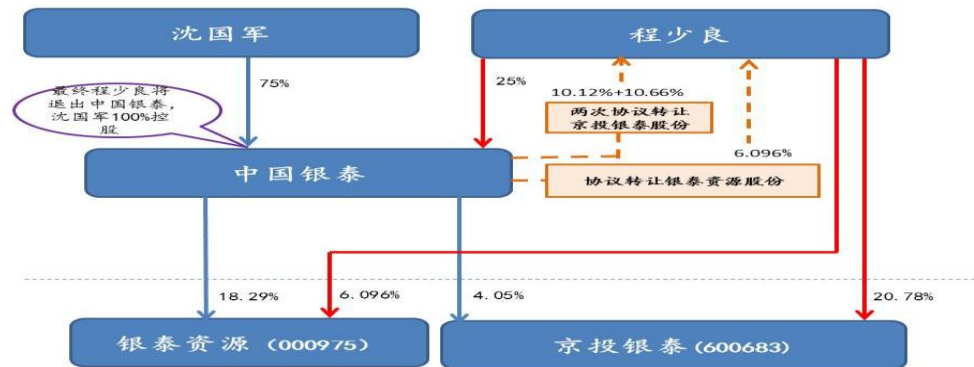 沈国军
程少良
75%
25%
最终程少良将
退出中国银泰，
沈国军100%控
股
10.12%+10.66%
两次协议转让
京投银泰股份
6.096%
中国银泰
协议转让银泰资源股份
18.29%
6.096%
4.05%
20.78%
银泰资源（000975）
京投银泰(600683)